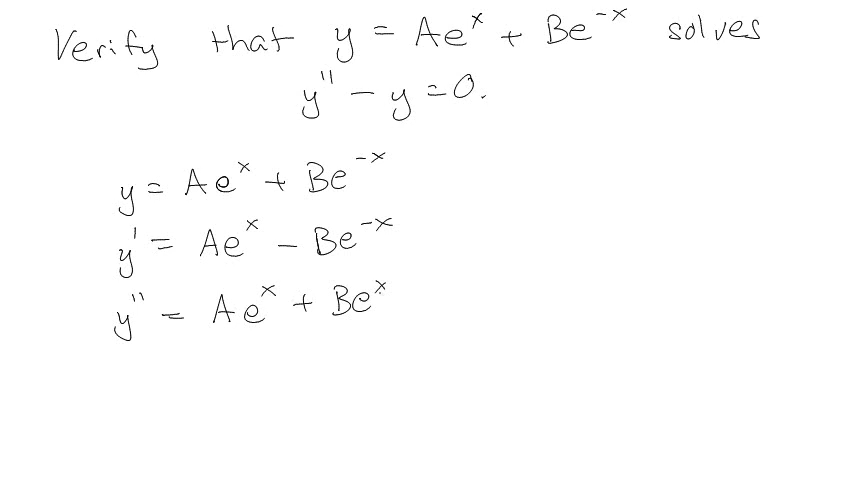 Verify that y = Ae^x + Be^{-x} solves
y'' - y = 0.
y = Ae^x + Be^{-x}
y' = Ae^x - Be^{-x}
y'' = Ae^x + Be^x